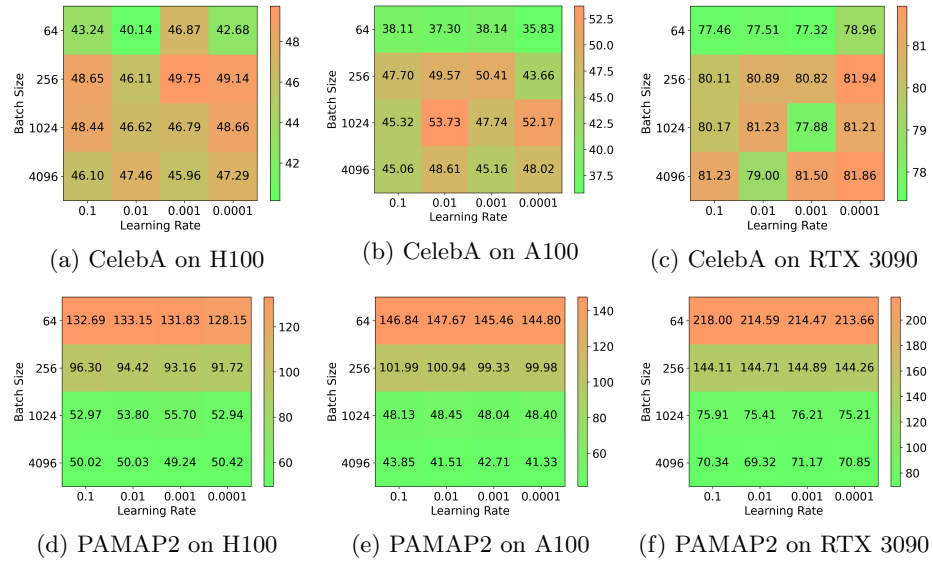 64 43.24 40.14 46.87 42.68
256 48.65 46.11 49.75 49.14
1024 48.44 46.62 46.79 48.66
4096 46.10 47.46 45.96 47.29
0.1 0.01 0.001 0.0001
Learning Rate
Batch Size
48
46
44
42
(a) CelebA on H100
64 38.11 37.30 38.14 35.83
256 47.70 49.57 50.41 43.66
1024 45.32 53.73 47.74 52.17
4096 45.06 48.61 45.16 48.02
0.1 0.01 0.001 0.0001
Learning Rate
Batch Size
52.5
50.0
47.5
45.0
42.5
40.0
37.5
(b) CelebA on A100
64 77.46 77.51 77.32 78.96
256 80.11 80.89 80.82 81.94
1024 80.17 81.23 77.88 81.21
4096 81.23 79.00 81.50 81.86
0.1 0.01 0.001 0.0001
Learning Rate
Batch Size
81
80
79
78
(c) CelebA on RTX 3090
64 132.69 133.15 131.83 128.15
256 96.30 94.42 93.16 91.72
1024 52.97 53.80 55.70 52.94
4096 50.02 50.03 49.24 50.42
0.1 0.01 0.001 0.0001
Learning Rate
Batch Size
120
100
80
60
(d) PAMAP2 on H100
64 146.84 147.67 145.46 144.80
256 101.99 100.94 99.33 99.98
1024 48.13 48.45 48.04 48.40
4096 43.85 41.51 42.71 41.33
0.1 0.01 0.001 0.0001
Learning Rate
Batch Size
140
120
100
80
60
(e) PAMAP2 on A100
64 218.00 214.59 214.47 213.66
256 144.11 144.71 144.89 144.26
1024 75.91 75.41 76.21 75.21
4096 70.34 69.32 71.17 70.85
0.1 0.01 0.001 0.0001
Learning Rate
Batch Size
200
180
160
140
120
100
80
(f) PAMAP2 on RTX 3090